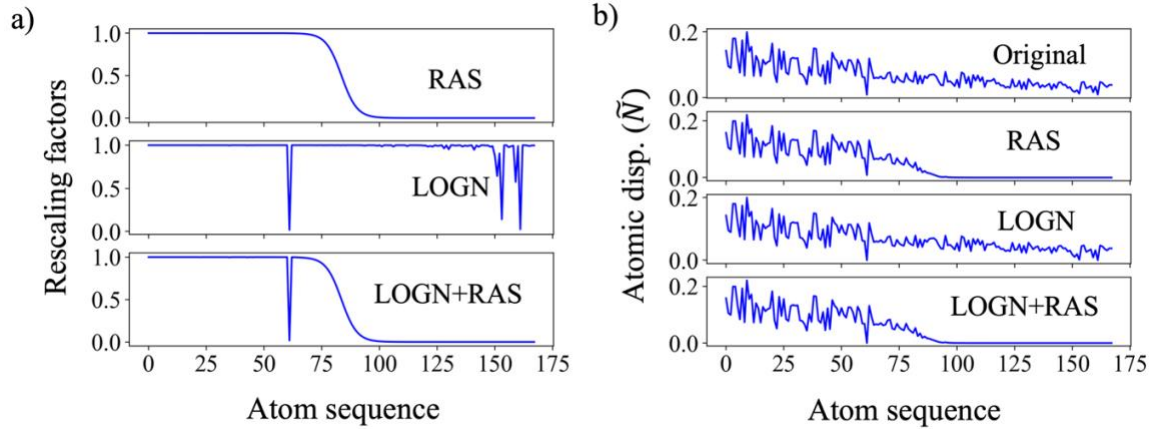 a)
Rescaling factors
1.0
0.5
0.0
RAS
1.0
0.5
0.0
LOGN
1.0
0.5
0.0
LOGN+RAS
0 25 50 75 100 125 150 175
Atom sequence
b)
Atomic disp. (Ñ)
0.2
0.0
Original
0.2
0.0
RAS
0.2
0.0
LOGN
0.2
0.0
LOGN+RAS
0 25 50 75 100 125 150 175
Atom sequence